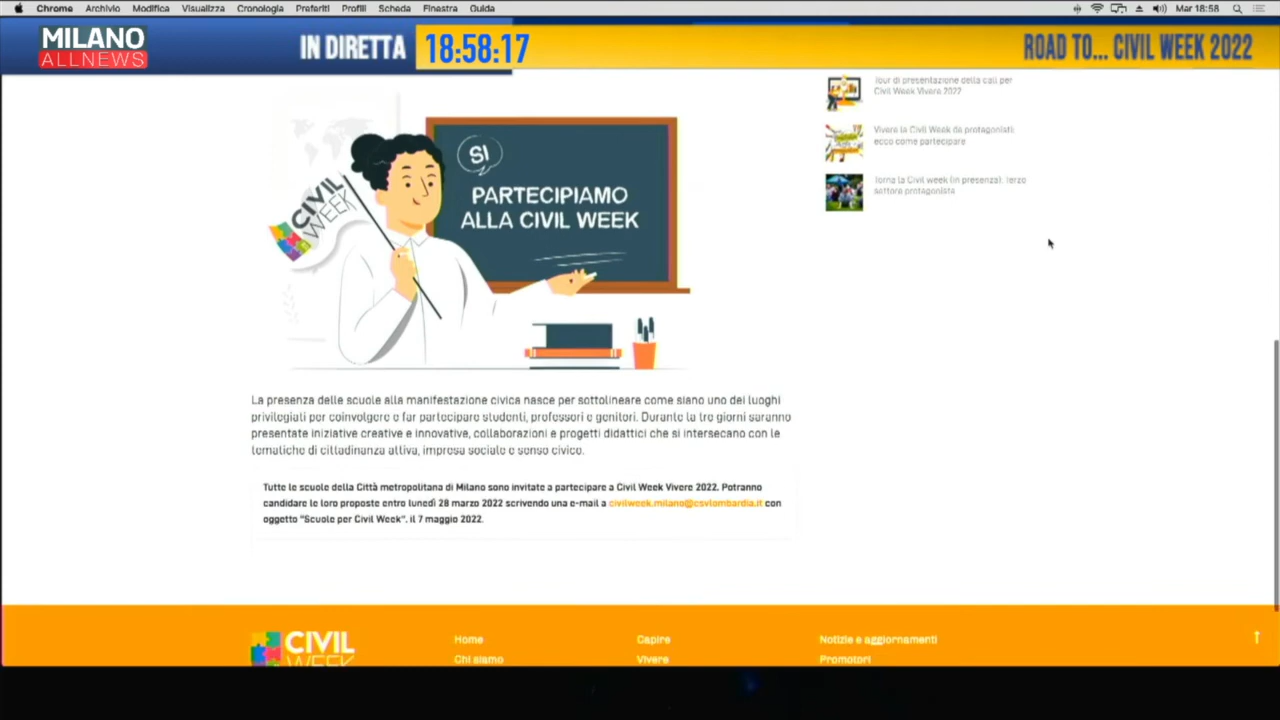 Chrome Archivio Modifica Visualizza Cronologia Preferiti Profili Scheda Finestra Guida Mar 18:58
MILANO
ALLNEWS
IN DIRETTA
18:58:17
ROAD TO... CIVIL WEEK 2022
Tour di presentazione della call per
Civil Week Vivere 2022
Vivere la Civil Week da protagonisti:
ecco come partecipare
Torna la Civil week (in presenza): Terzo
settore protagonista
CIVIL
WEEK
SI
PARTECIPIAMO
ALLA CIVIL WEEK
La presenza delle scuole alla manifestazione civica nasce per sottolineare come siano uno dei luoghi
privilegiati per coinvolgere e far partecipare studenti, professori e genitori. Durante la tre giorni saranno
presentate iniziative creative e innovative, collaborazioni e progetti didattici che si intersecano con le
tematiche di cittadinanza attiva, impresa sociale e senso civico.
Tutte le scuole della Città metropolitana di Milano sono invitate a partecipare a Civil Week Vivere 2022. Potranno
candidare le loro proposte entro lunedì 28 marzo 2022 scrivendo una e-mail a civilweek.milano@csvlombardia.it con
oggetto "Scuole per Civil Week". il 7 maggio 2022.
CIVIL
WEEK
Home
Chi siamo
Capire
Vivere
Notizie e aggiornamenti
Promotori